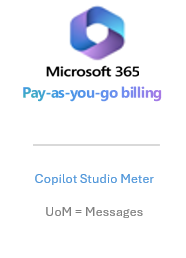 Microsoft 365
Pay-as-you-go billing
Copilot Studio Meter
UoM = Messages